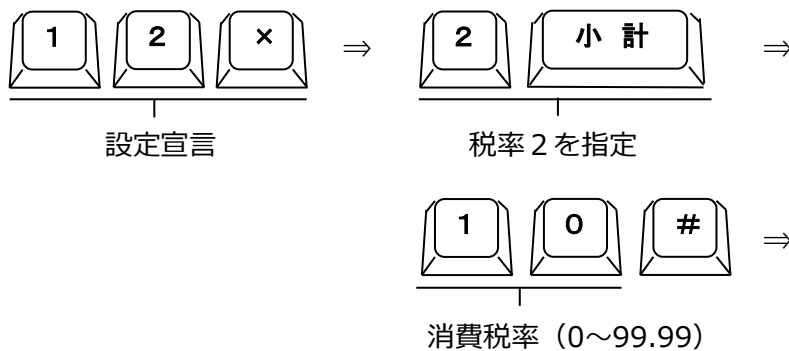 1 2 × ⇒ 2 小計 ⇒
設定宣言 税率2を指定
1 0 # ⇒
消費税率（0～99.99）